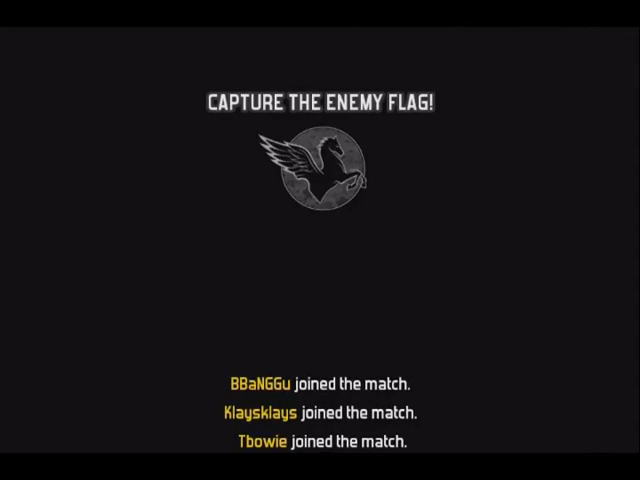 CAPTURE THE ENEMY FLAG!
BBaNGGu joined the match.
Klaysklays joined the match.
Tbowie joined the match.